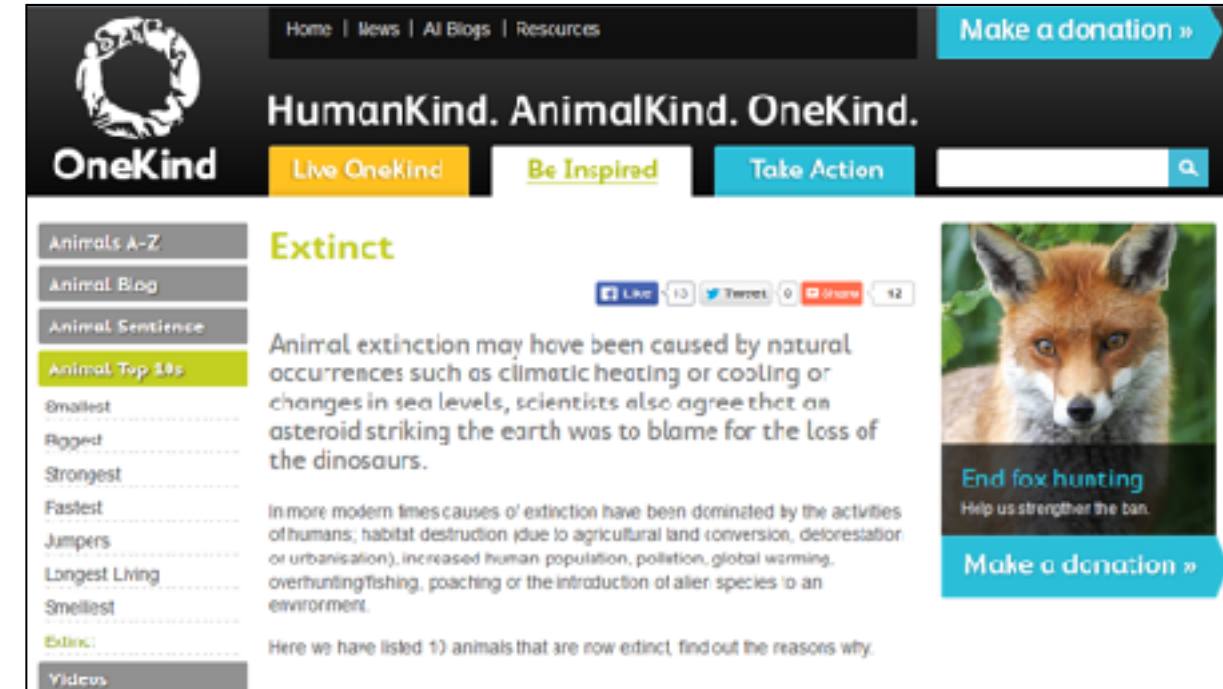 Home | News | AI Blogs | Resources
Make a donation »
HumanKind. AnimalKind. OneKind.
OneKind
Live OneKind
Be Inspired
Take Action
Animals A-Z
Animal Blog
Animal Sentience
Animal Top 10s
Smallest
Biggest
Strongest
Fastest
Jumpers
Longest Living
Smelliest
Extinct
Videos
Extinct
Like 13 Tweet 0 Share 12
Animal extinction may have been caused by natural
occurrences such as climatic heating or cooling or
changes in sea levels, scientists also agree that an
asteroid striking the earth was to blame for the loss of
the dinosaurs.
In more modern times causes of extinction have been dominated by the activities
of humans; habitat destruction (due to agricultural land conversion, deforestation
or urbanisation), increased human population, pollution, global warming,
overhunting/fishing, poaching or the introduction of alien species to an
environment.
Here we have listed 10 animals that are now extinct, find out the reasons why.
End fox hunting
Help us strengthen the ban.
Make a donation »